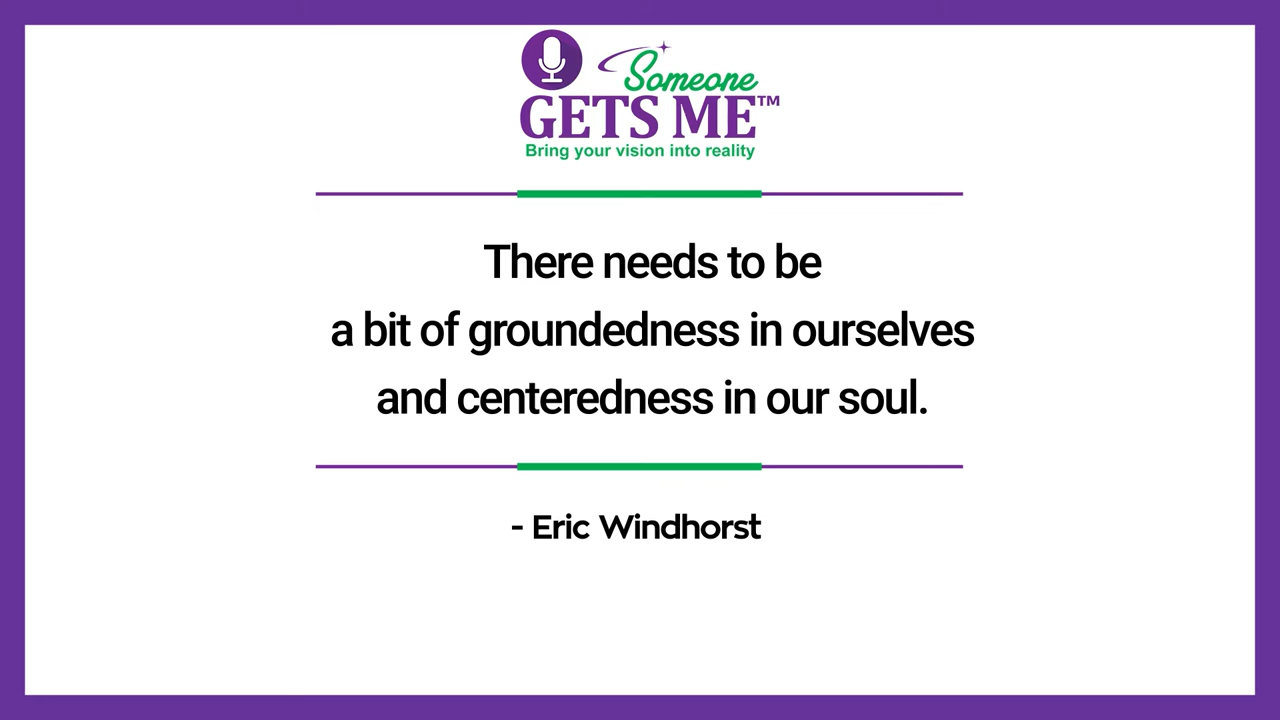 Someone
GETS ME™
Bring your vision into reality
There needs to be
a bit of groundedness in ourselves
and centeredness in our soul.
- Eric Windhorst